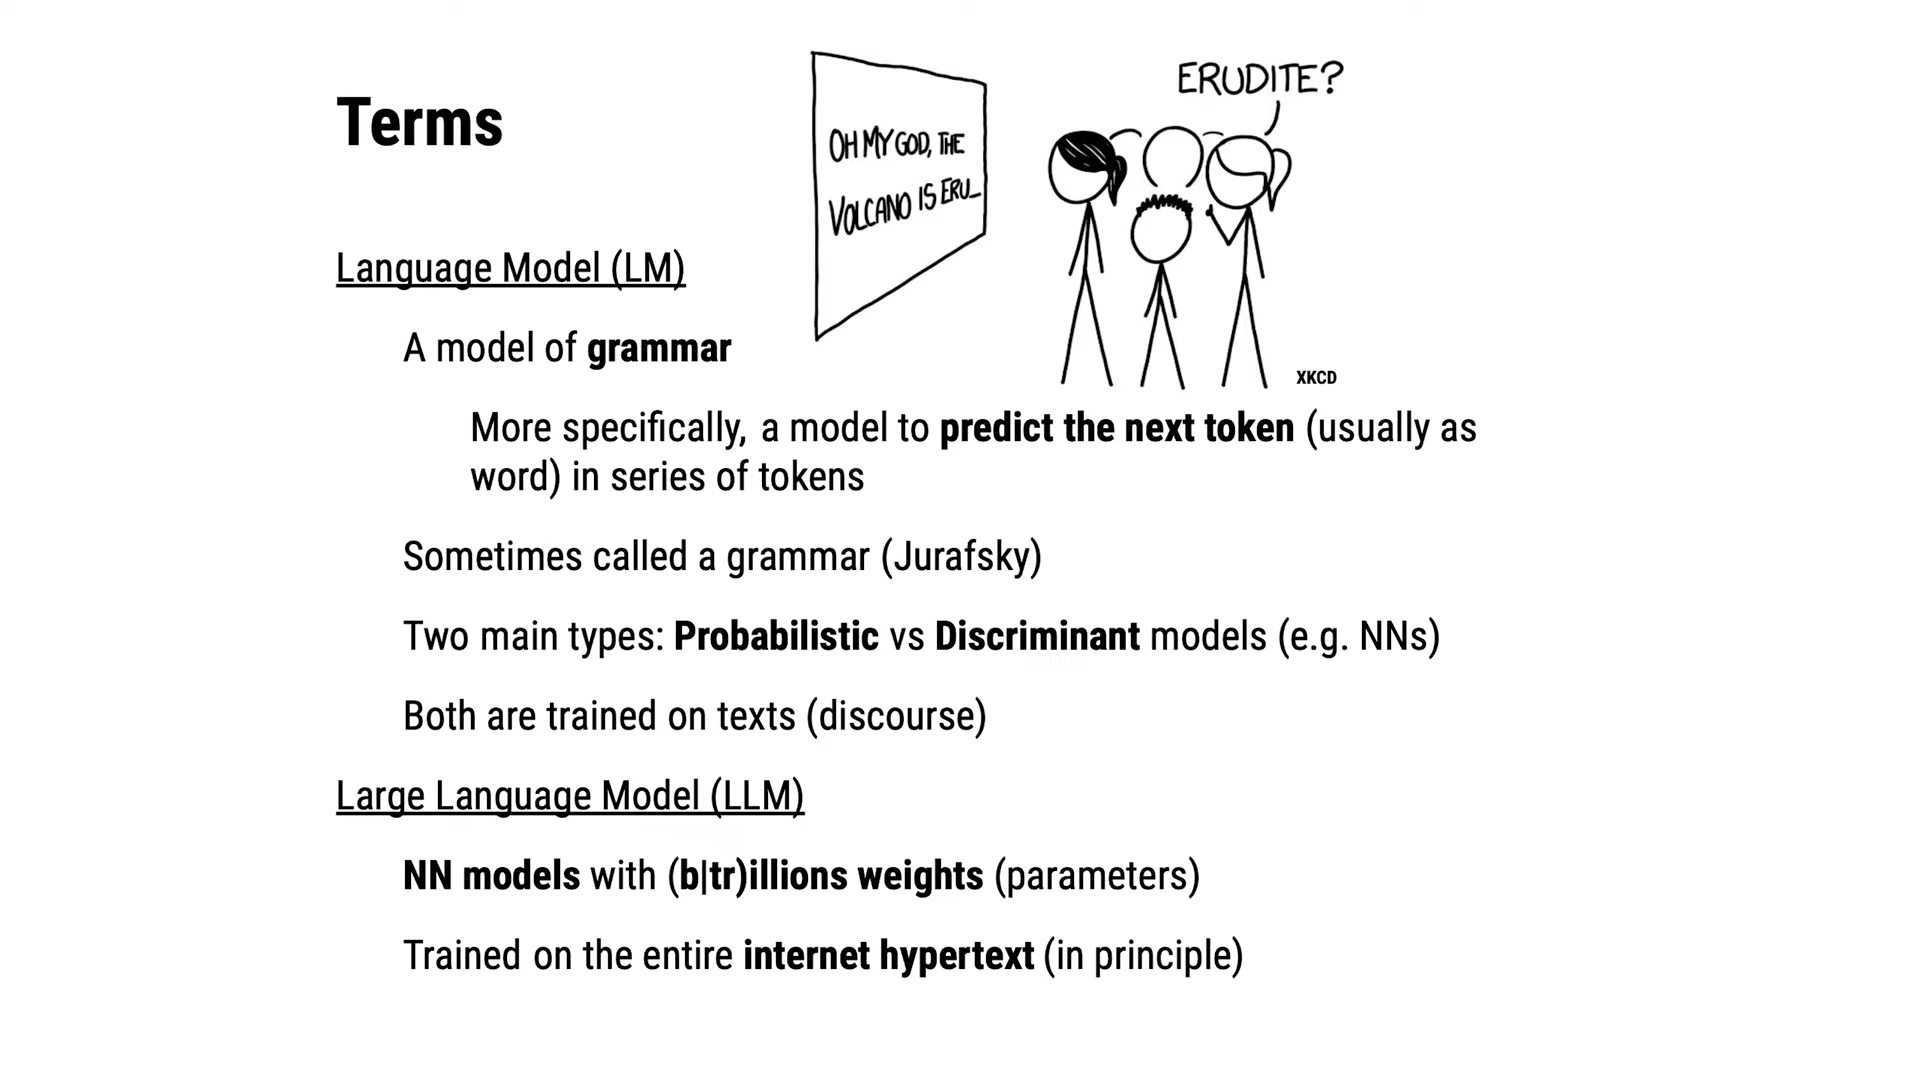 Terms
OH MY GOD, THE
VOLCANO IS ERU_
ERUDITE?
XKCD
Language Model (LM)
A model of grammar
More specifically, a model to predict the next token (usually as
word) in series of tokens
Sometimes called a grammar (Jurafsky)
Two main types: Probabilistic vs Discriminant models (e.g. NNs)
Both are trained on texts (discourse)
Large Language Model (LLM)
NN models with (b|tr)illions weights (parameters)
Trained on the entire internet hypertext (in principle)